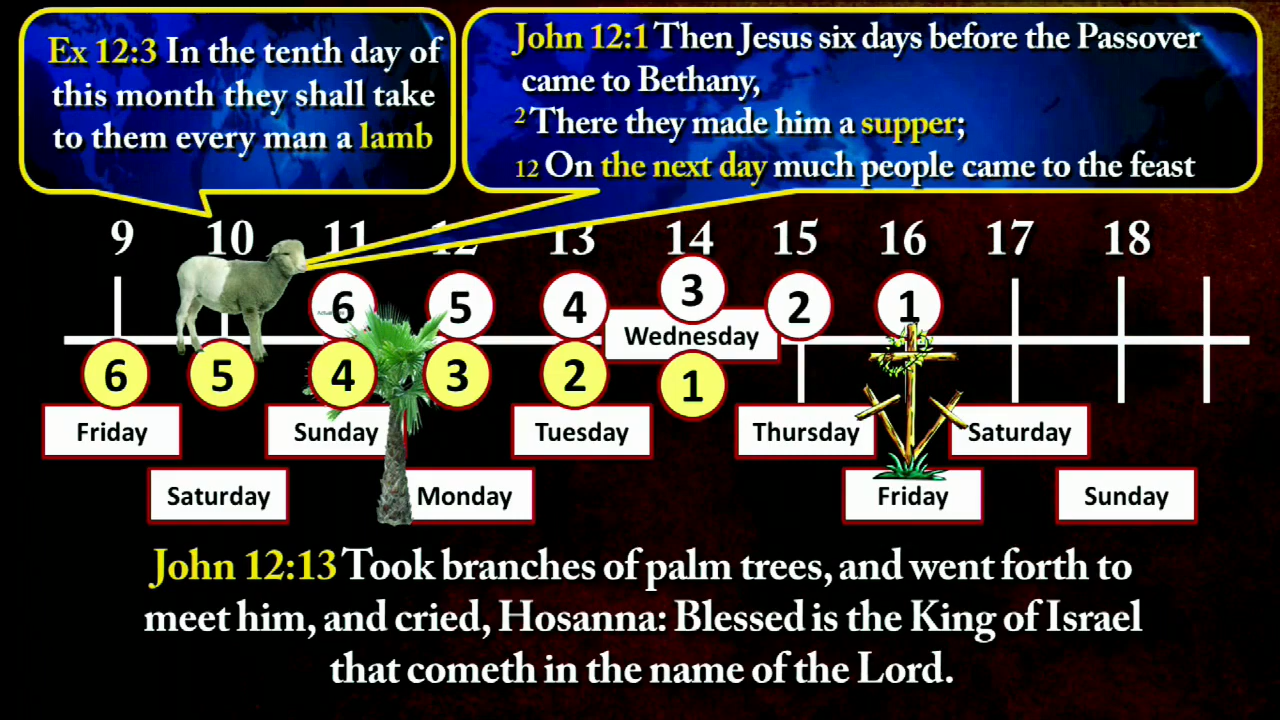 Ex 12:3 In the tenth day of
this month they shall take
to them every man a lamb
John 12:1 Then Jesus six days before the Passover
came to Bethany,
2 There they made him a supper;
12 On the next day much people came to the feast
9 10 11 12 13 14 15 16 17 18
6 5 4 3 2 1
Wednesday
6 5 4 3 2 1
Friday Sunday Tuesday Thursday Saturday
Saturday Monday Friday Sunday
John 12:13 Took branches of palm trees, and went forth to
meet him, and cried, Hosanna: Blessed is the King of Israel
that cometh in the name of the Lord.